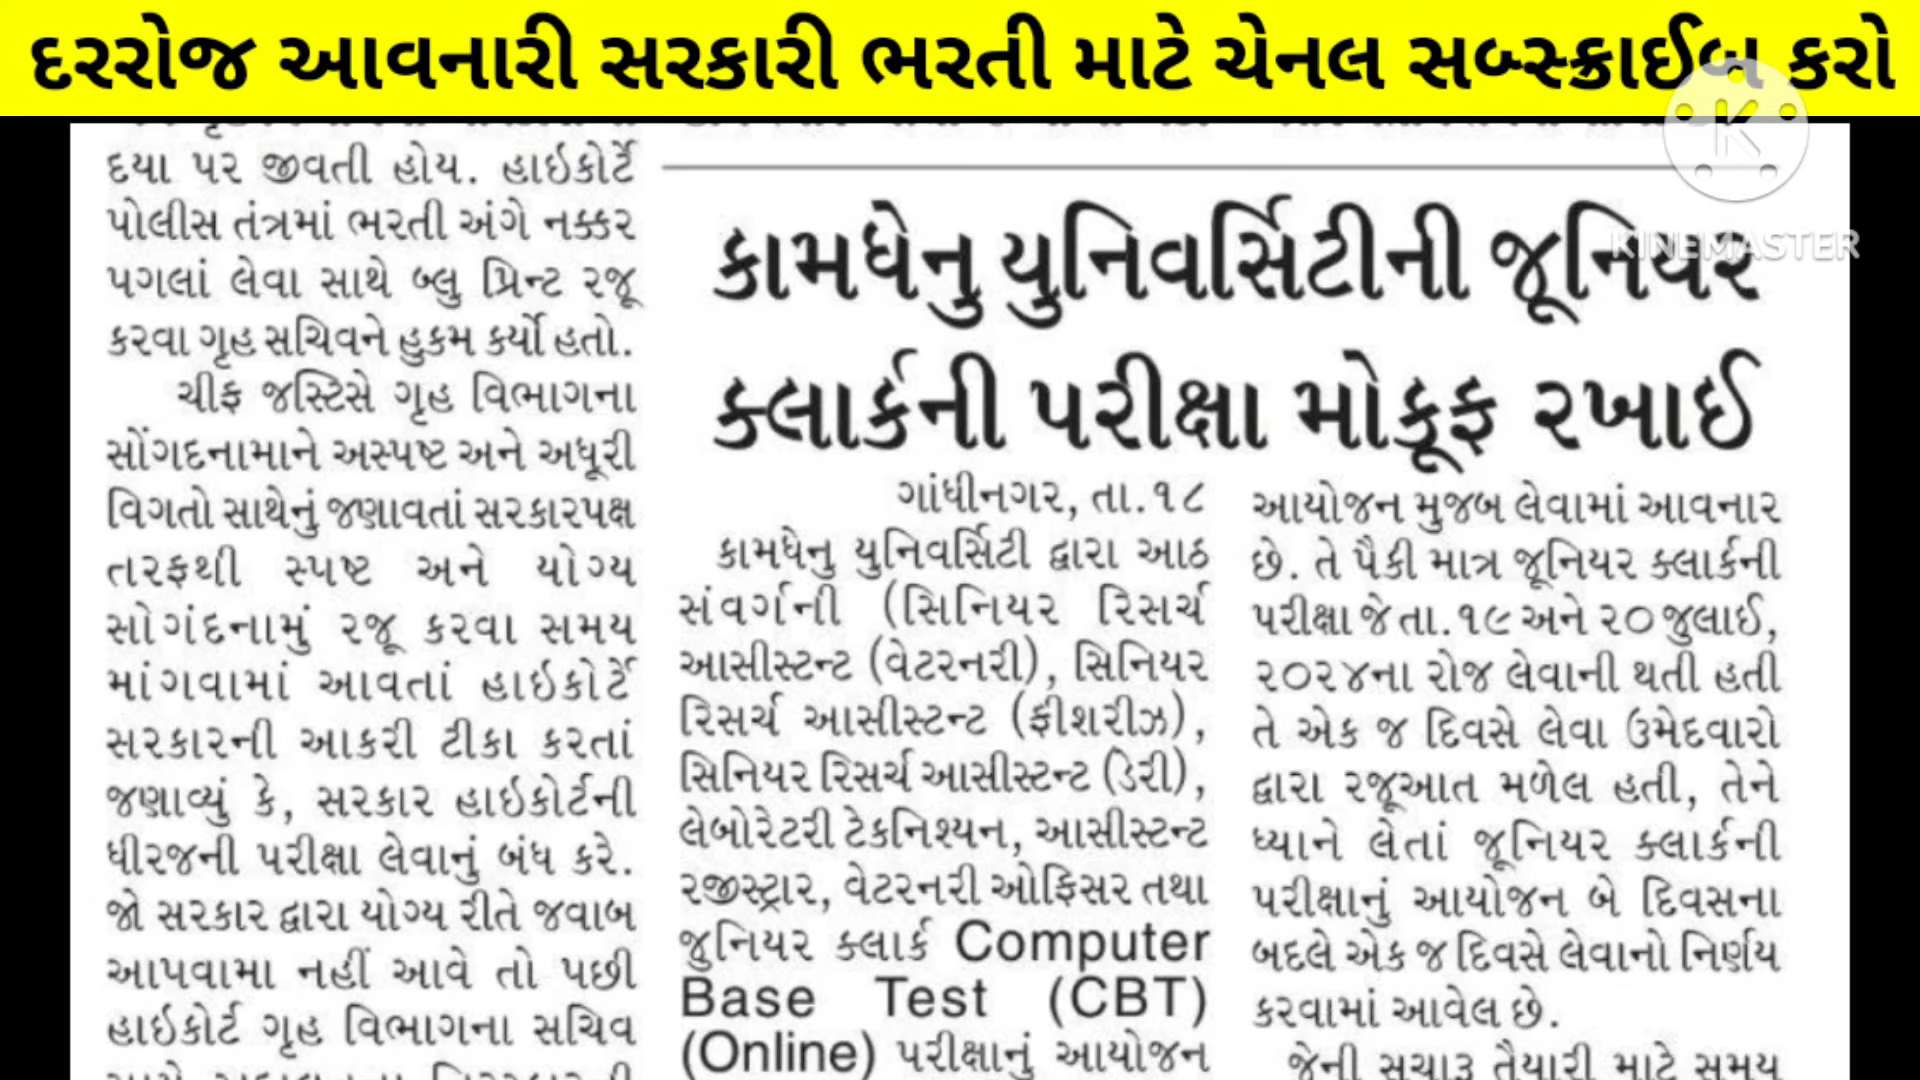 દરરોજ આવનારી સરકારી ભરતી માટે ચેનલ સબ્સ્ક્રાઈબ કરો
KINEMASTER
દયા પર જીવતી હોય. હાઇકોર્ટે
પોલીસ તંત્રમાં ભરતી અંગે નક્કર
પગલાં લેવા સાથે બ્લુ પ્રિન્ટ રજૂ
કરવા ગૃહ સચિવને હુકમ કર્યો હતો.
ચીફ જસ્ટિસે ગૃહ વિભાગના
સોંગદનામાને અસ્પષ્ટ અને અધૂરી
વિગતો સાથેનું જણાવતાં સરકારપક્ષ
તરફથી સ્પષ્ટ અને યોગ્ય
સોગંદનામું રજૂ કરવા સમય
માંગવામાં આવતાં હાઇકોર્ટે
સરકારની આકરી ટીકા કરતાં
જણાવ્યું કે, સરકાર હાઇકોર્ટની
ધીરજની પરીક્ષા લેવાનું બંધ કરે.
જો સરકાર દ્વારા યોગ્ય રીતે જવાબ
આપવામા નહીં આવે તો પછી
હાઇકોર્ટ ગૃહ વિભાગના સચિવ
કામધેનુ યુનિવર્સિટીની જૂનિયર
ક્લાર્કની પરીક્ષા મોકૂફ રખાઈ
ગાંધીનગર, તા.૧૮
કામધેનુ યુનિવર્સિટી દ્વારા આઠ
સંવર્ગની (સિનિયર રિસર્ચ
આસીસ્ટન્ટ (વેટરનરી), સિનિયર
રિસર્ચ આસીસ્ટન્ટ (ફીશરીઝ),
સિનિયર રિસર્ચ આસીસ્ટન્ટ (ડેરી),
લેબોરેટરી ટેકનિશ્યન, આસીસ્ટન્ટ
રજીસ્ટ્રાર, વેટરનરી ઓફિસર તથા
જુનિયર ક્લાર્ક Computer
Base Test (CBT)
(Online) પરીક્ષાનું આયોજન
આયોજન મુજબ લેવામાં આવનાર
છે. તે પૈકી માત્ર જૂનિયર ક્લાર્કની
પરીક્ષા જે તા.૧૯ અને ૨૦ જુલાઈ,
૨૦૨૪ના રોજ લેવાની થતી હતી
તે એક જ દિવસે લેવા ઉમેદવારો
દ્વારા રજૂઆત મળેલ હતી, તેને
ધ્યાને લેતાં જૂનિયર ક્લાર્કની
પરીક્ષાનું આયોજન બે દિવસના
બદલે એક જ દિવસે લેવાનો નિર્ણય
કરવામાં આવેલ છે.
જેની સુચારૂ તૈયારી માટે સમય